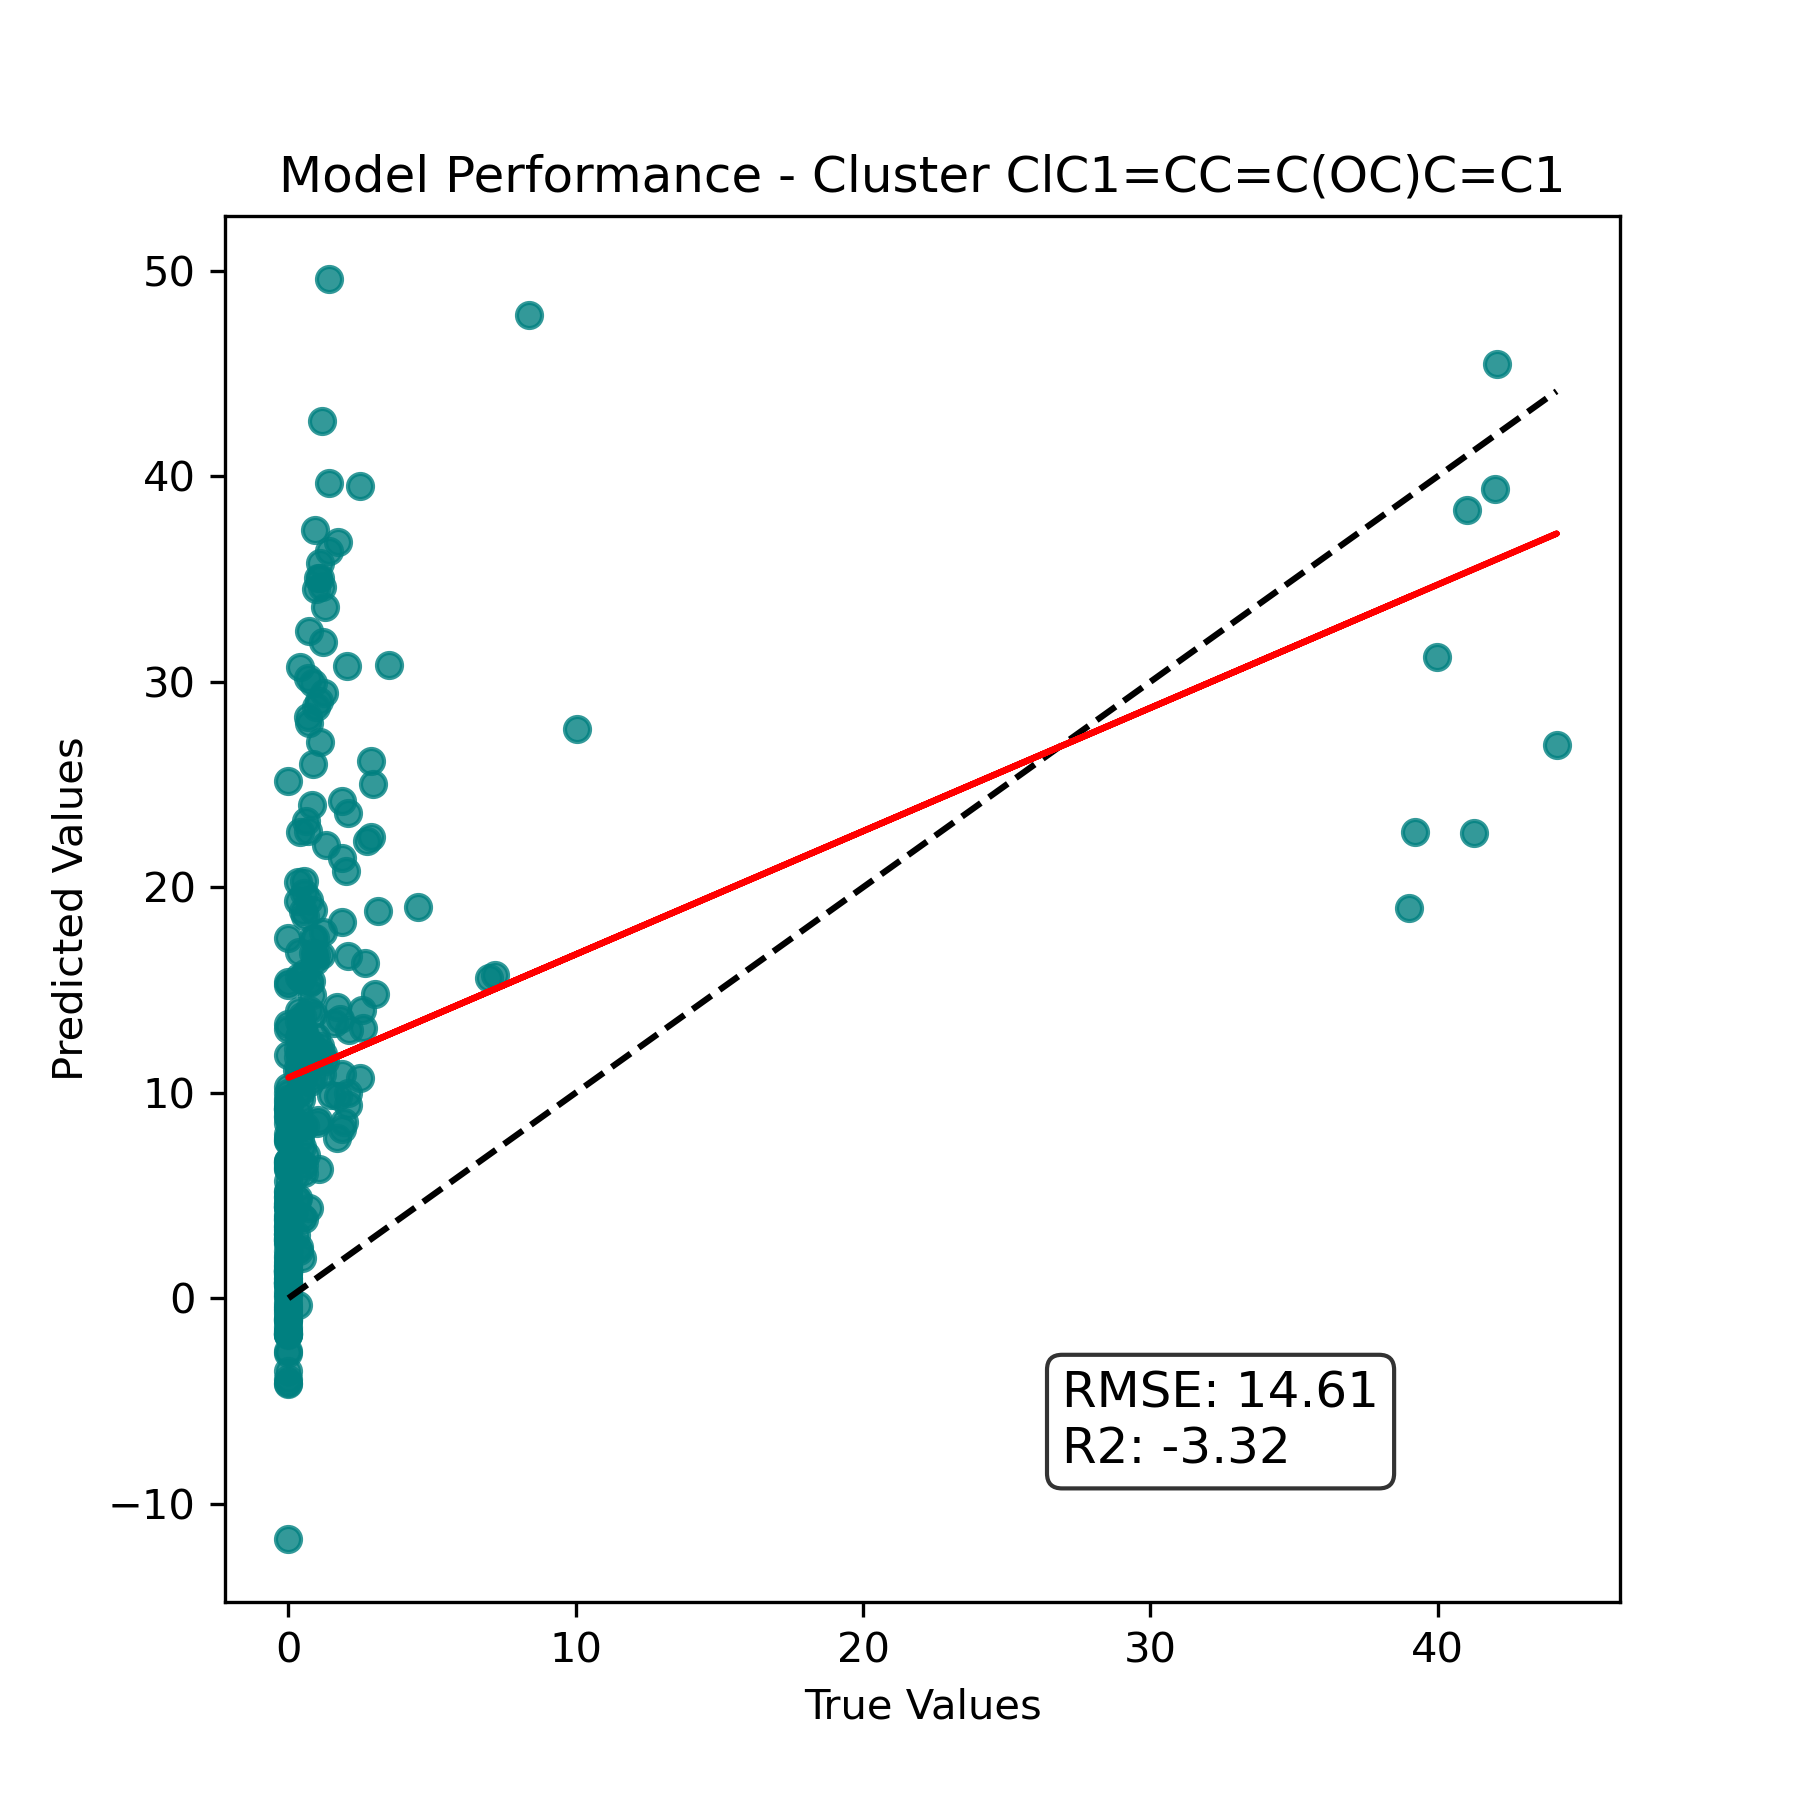 Model Performance - Cluster ClC1=CC=C(OC)C=C1
50
40
30
20
10
0
−10
Predicted Values
RMSE: 14.61
R2: -3.32
0 10 20 30 40
True Values